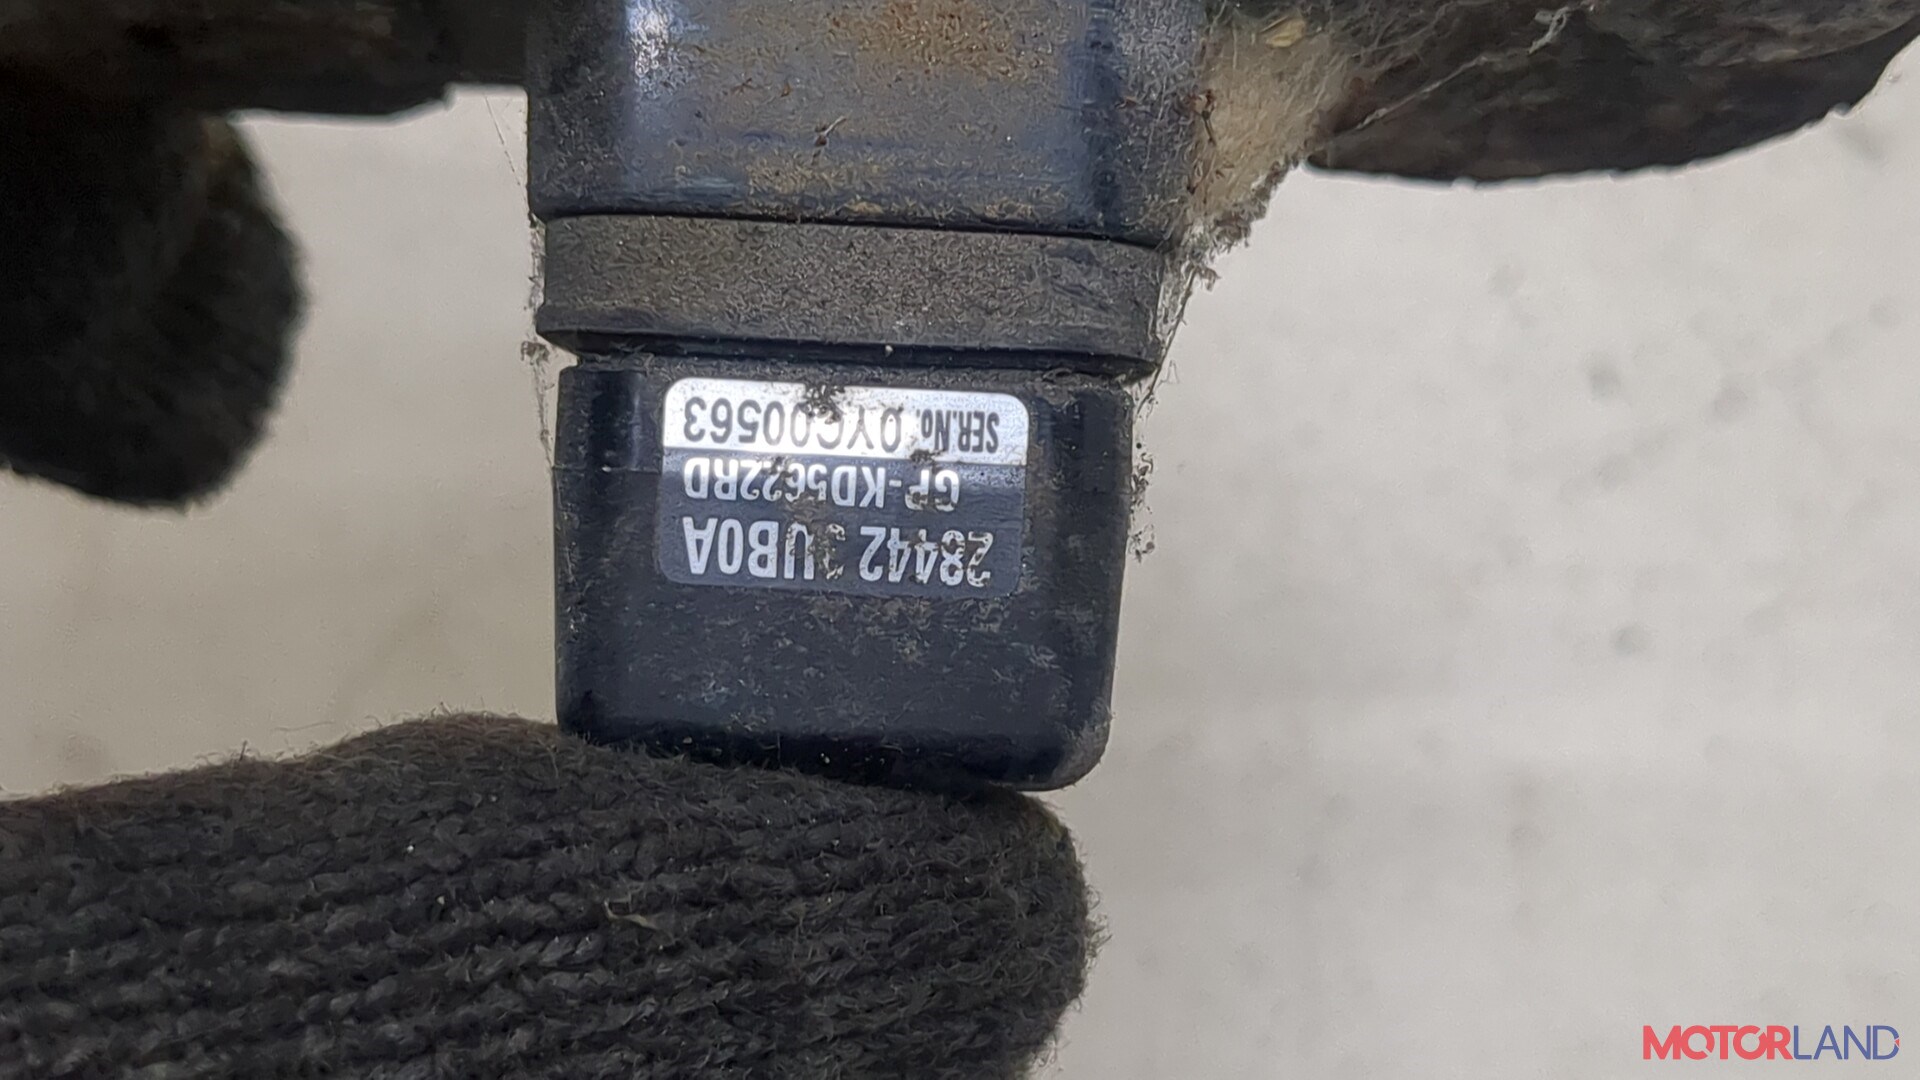 28442 3UB0A
GP-KD5622RD
SER.No. 0YC00563
MOTORLAND